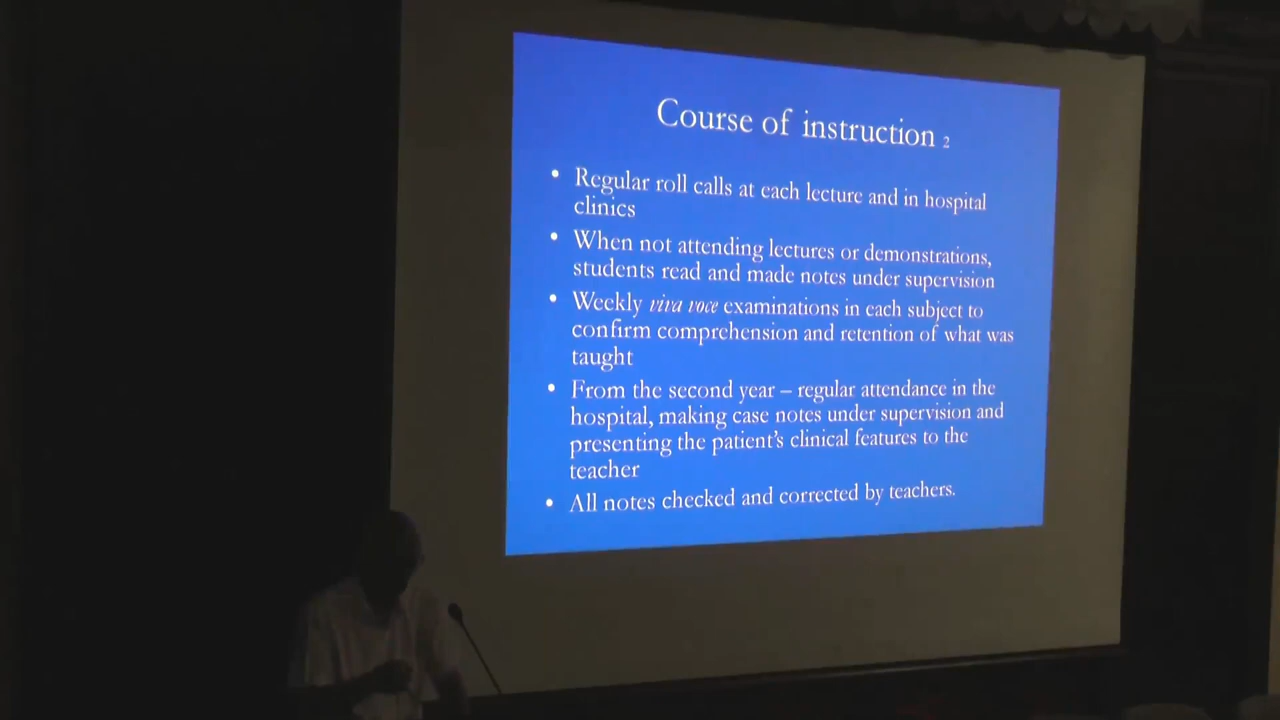 Course of instruction 2
• Regular roll calls at each lecture and in hospital
clinics
• When not attending lectures or demonstrations,
students read and made notes under supervision
• Weekly viva voce examinations in each subject to
confirm comprehension and retention of what was
taught
• From the second year – regular attendance in the
hospital, making case notes under supervision and
presenting the patient's clinical features to the
teacher
• All notes checked and corrected by teachers.